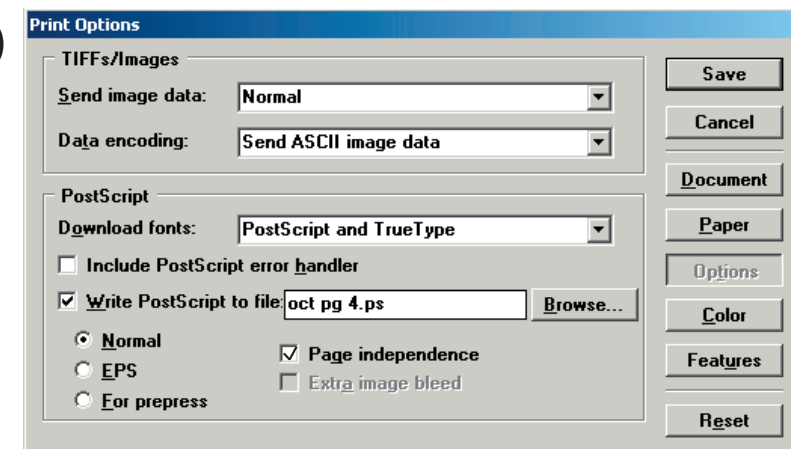 Print Options
TIFFs/Images
Send image data: Normal
Data encoding: Send ASCII image data
PostScript
Download fonts: PostScript and TrueType
Include PostScript error handler
Write PostScript to file: oct pg 4.ps Browse...
Normal
EPS
For prepress
Page independence
Extra image bleed
Save
Cancel
Document
Paper
Options
Color
Features
Reset